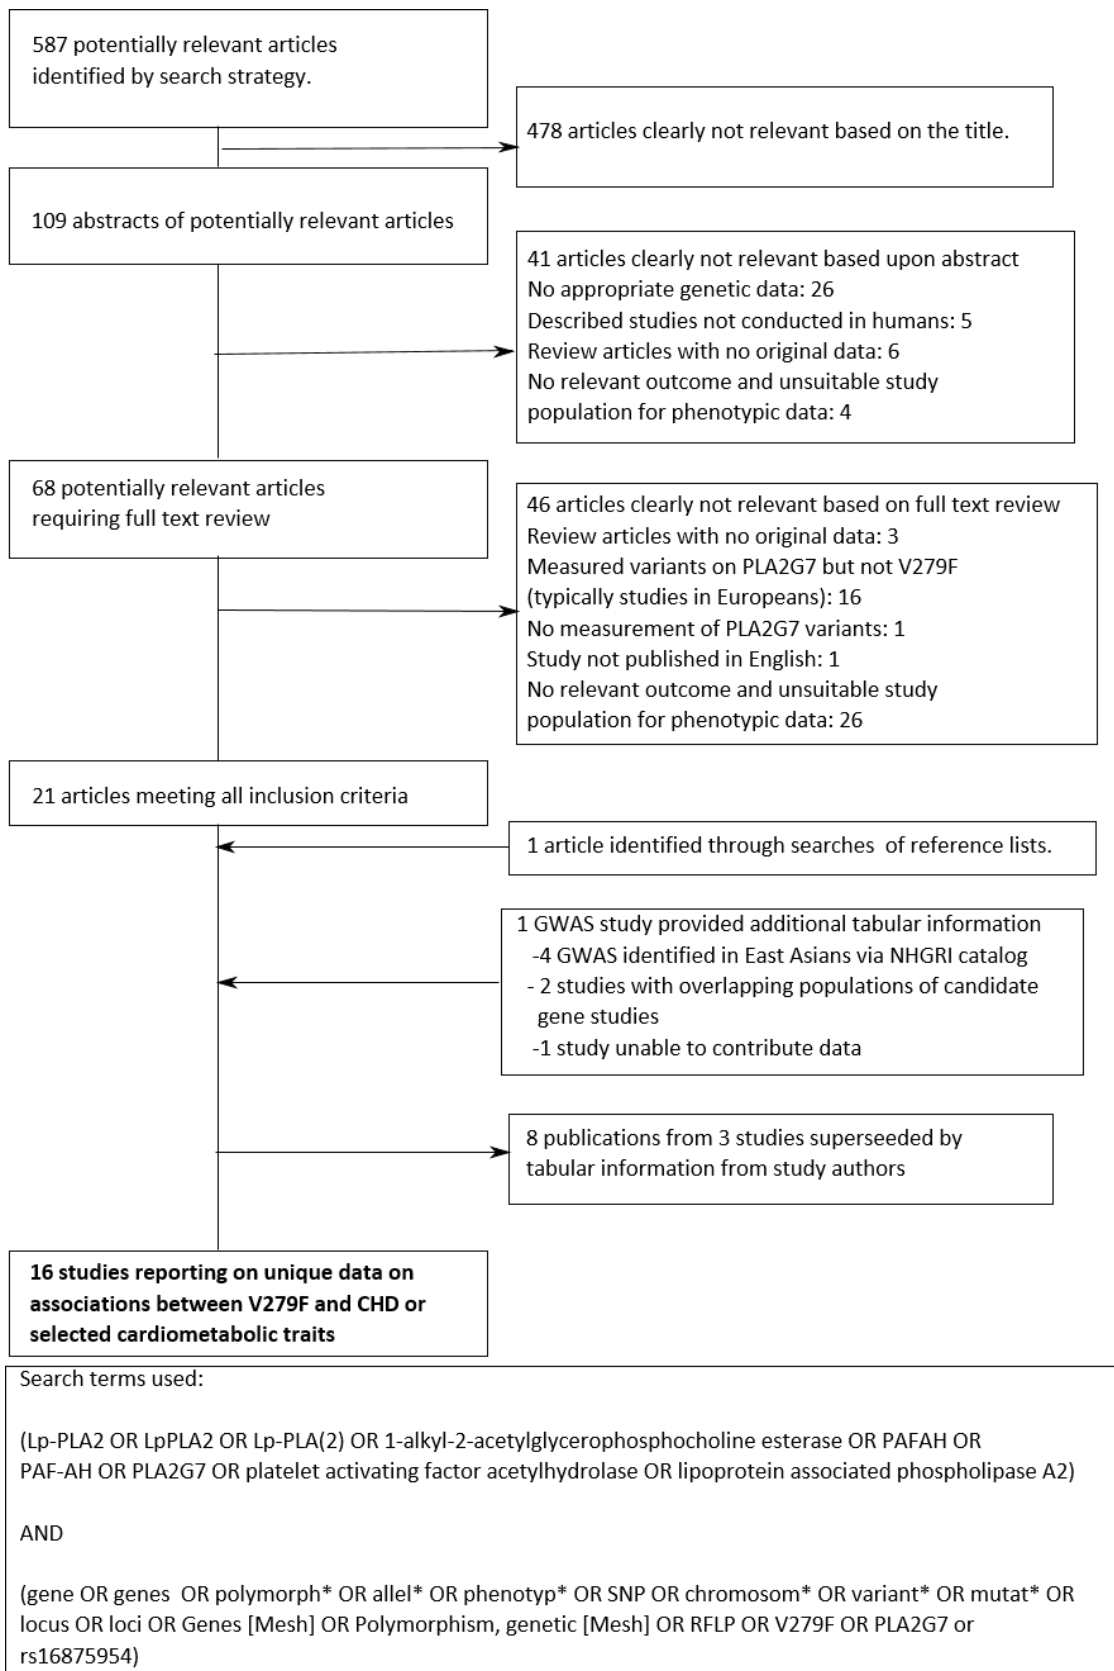 587 potentially relevant articles
identified by search strategy.
478 articles clearly not relevant based on the title.
109 abstracts of potentially relevant articles
41 articles clearly not relevant based upon abstract
No appropriate genetic data: 26
Described studies not conducted in humans: 5
Review articles with no original data: 6
No relevant outcome and unsuitable study
population for phenotypic data: 4
68 potentially relevant articles
requiring full text review
46 articles clearly not relevant based on full text review
Review articles with no original data: 3
Measured variants on PLA2G7 but not V279F
(typically studies in Europeans): 16
No measurement of PLA2G7 variants: 1
Study not published in English: 1
No relevant outcome and unsuitable study
population for phenotypic data: 26
21 articles meeting all inclusion criteria
1 article identified through searches  of reference lists.
1 GWAS study provided additional tabular information
-4 GWAS identified in East Asians via NHGRI catalog
- 2 studies with overlapping populations of candidate
gene studies
-1 study unable to contribute data
8 publications from 3 studies superseeded by
tabular information from study authors
16 studies reporting on unique data on
associations between V279F and CHD or
selected cardiometabolic traits
Search terms used:
(Lp-PLA2 OR LpPLA2 OR Lp-PLA(2) OR 1-alkyl-2-acetylglycerophosphocholine esterase OR PAFAH OR
PAF-AH OR PLA2G7 OR platelet activating factor acetylhydrolase OR lipoprotein associated phospholipase A2)
AND
(gene OR genes  OR polymorph* OR allel* OR phenotyp* OR SNP OR chromosom* OR variant* OR mutat* OR
locus OR loci OR Genes [Mesh] OR Polymorphism, genetic [Mesh] OR RFLP OR V279F OR PLA2G7 or
rs16875954)